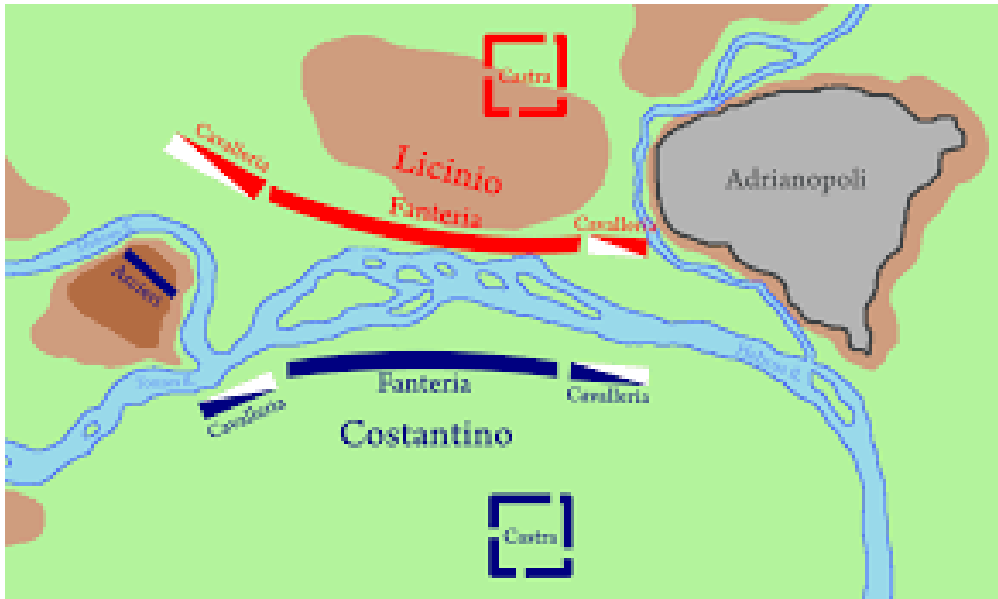 Castra
Cavalleria
Licinio
Fanteria
Cavalleria
Adrianopoli
Arcieri
Fanteria
Cavalleria
Cavalleria
Costantino
Castra